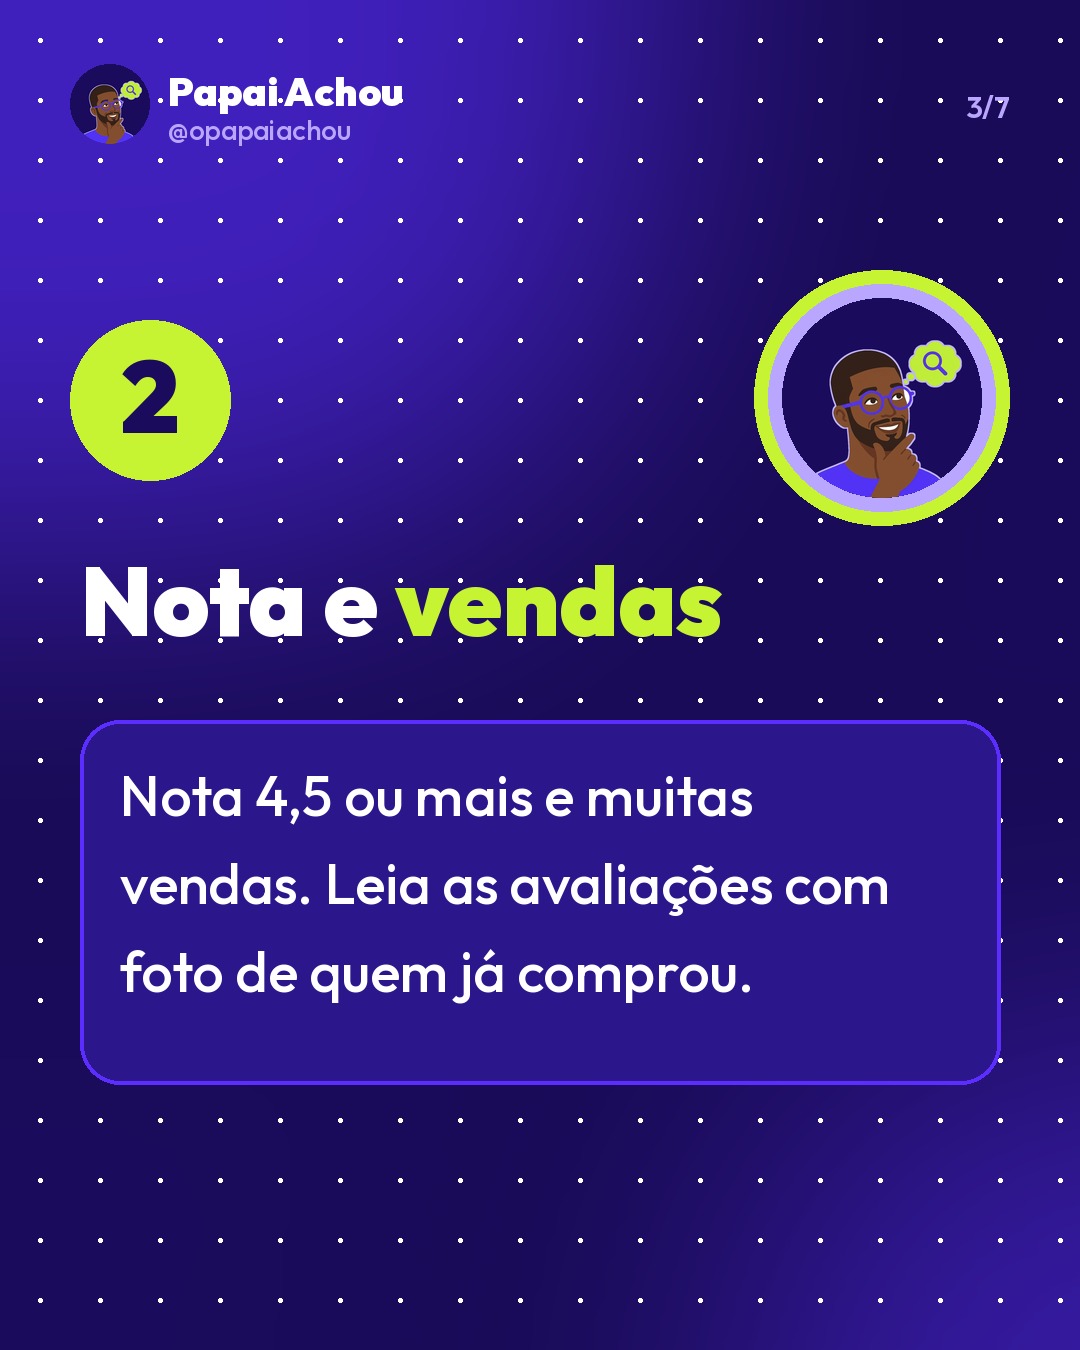 PapaiAchou
@opapaiachou
3/7
2
Nota e vendas
Nota 4,5 ou mais e muitas
vendas. Leia as avaliações com
foto de quem já comprou.